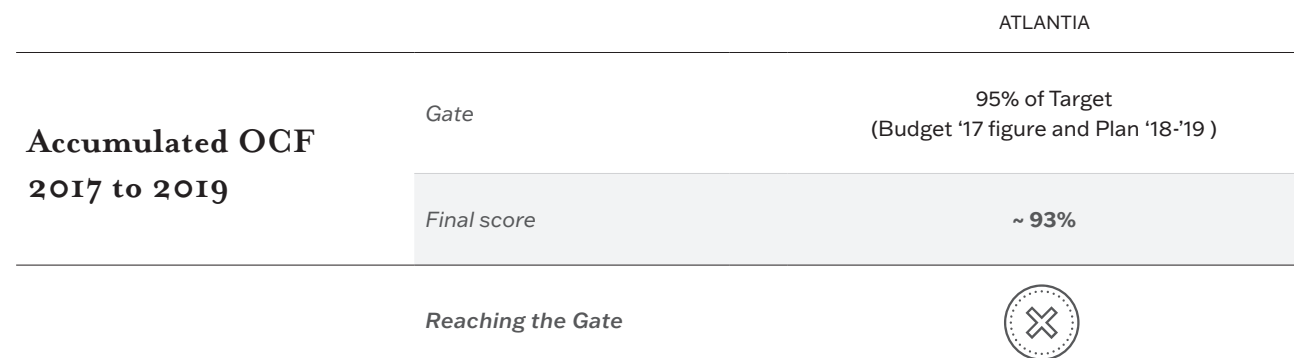 ATLANTIA
Gate
95% of Target
(Budget ‘17 figure and Plan ‘18-’19 )
Accumulated OCF
2017 to 2019
Final score
~ 93%
Reaching the Gate